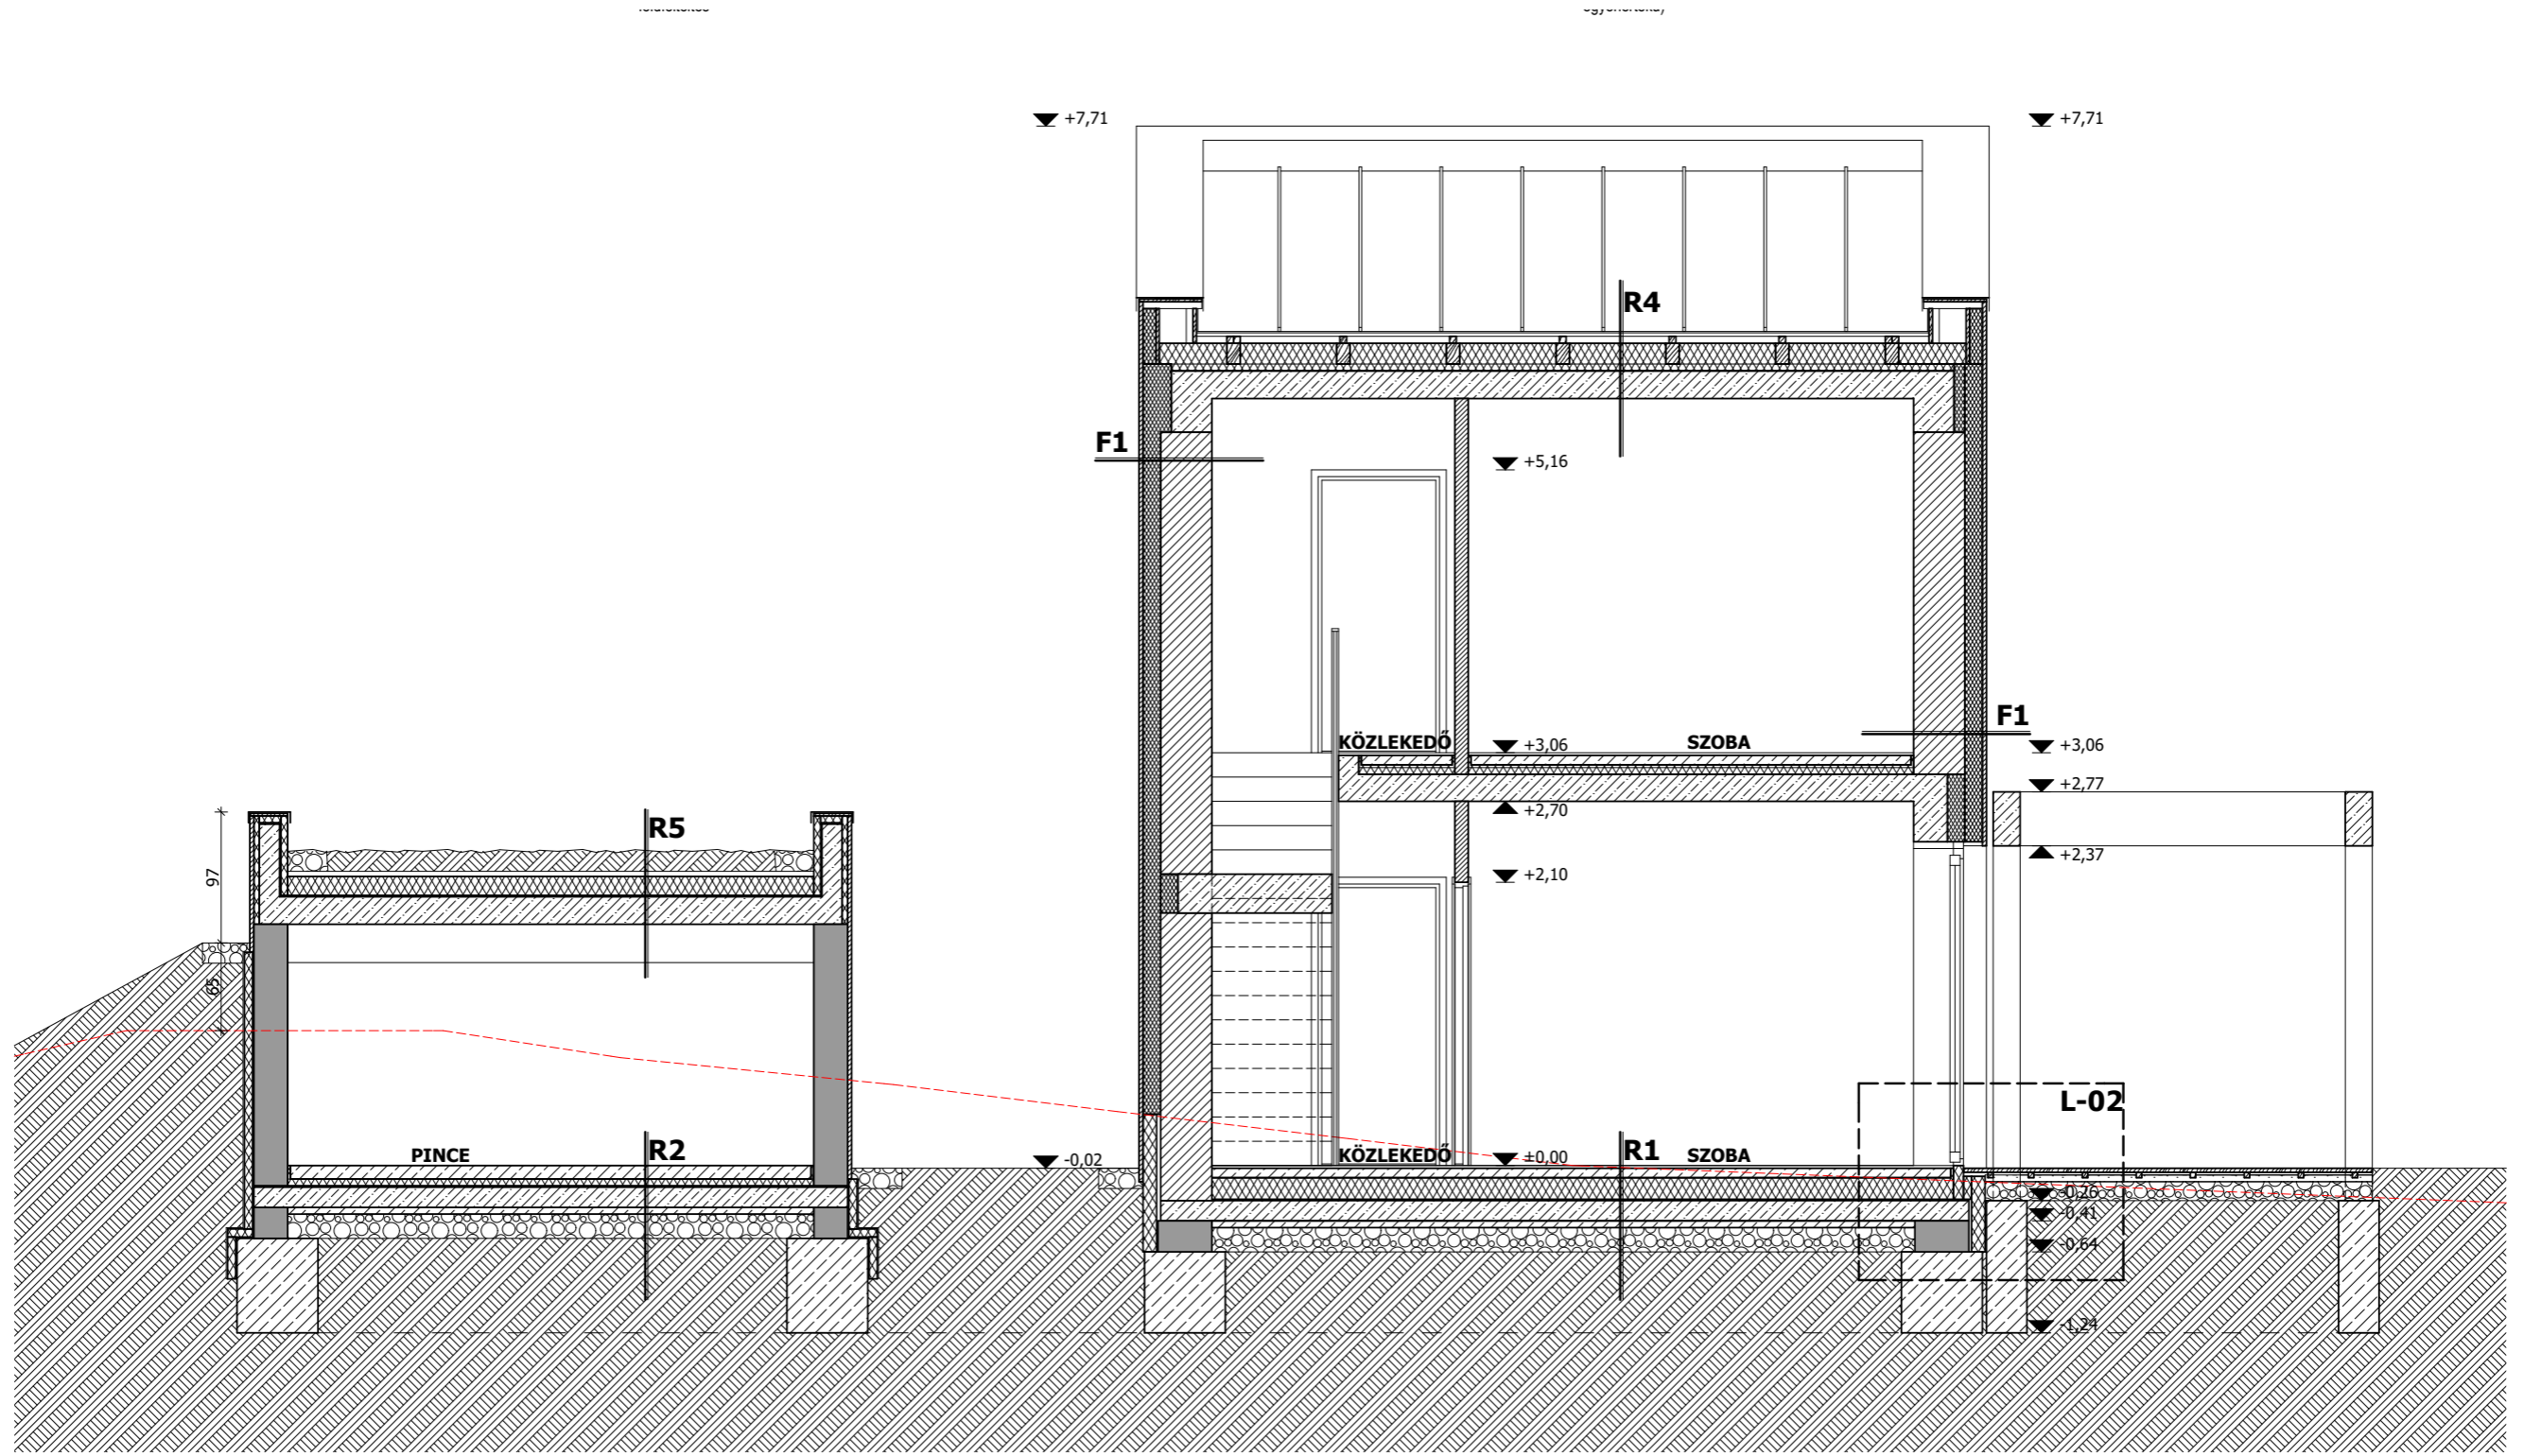 +7,71
+7,71
R4
F1
+5,16
F1
KÖZLEKEDŐ
+3,06
SZOBA
+3,06
+2,77
+2,70
R5
+2,37
97
+2,10
65
L-02
PINCE
R2
-0,02
KÖZLEKEDŐ
±0,00
R1
SZOBA
-0,26
-0,41
-0,64
-1,24